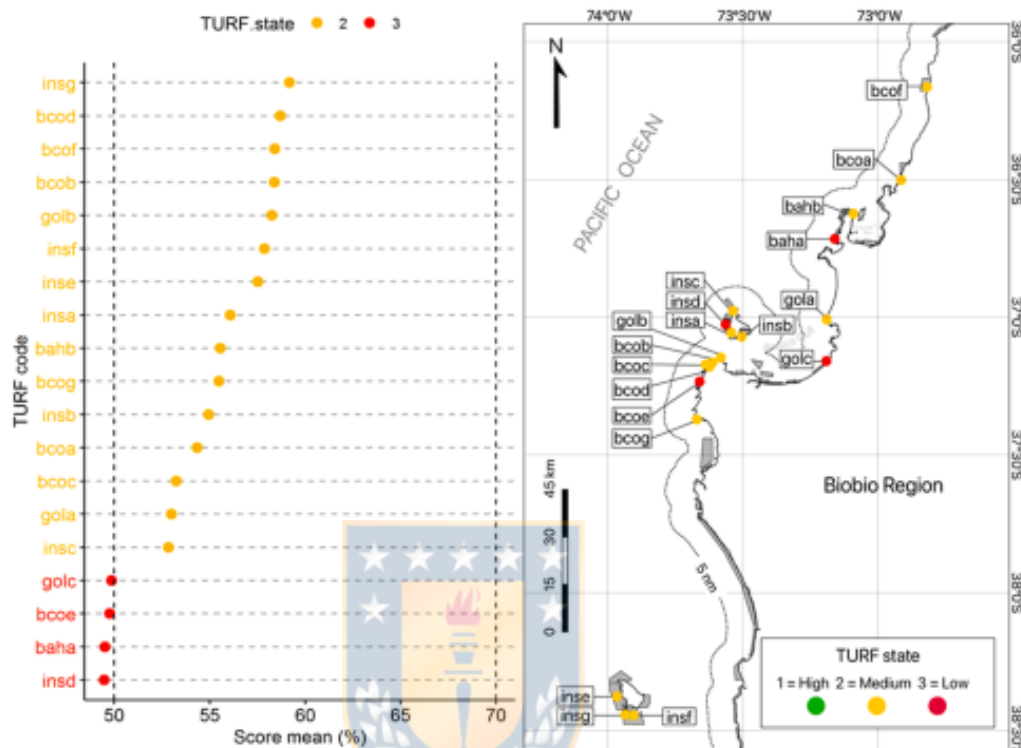 TURF.state 2 3
TURF code
insg
bcod
bcof
bcob
golb
insf
inse
insa
bahb
bcog
insb
bcoa
bcoc
gola
insc
golc
bcoe
baha
insd
50 55 60 65 70
Score mean (%)
74°0'W 73°30'W 73°0'W
36°0'S
36°30'S
37°0'S
37°30'S
38°0'S
38°30'S
N
PACIFIC OCEAN
bcof
bcoa
bahb
baha
insc
insd
insa
insb
gola
golb
bcob
bcoc
golc
bcod
bcoe
bcog
Biobio Region
0 15 30 45 km
5 nm
inse
insg
insf
TURF state
1 = High 2 = Medium 3 = Low